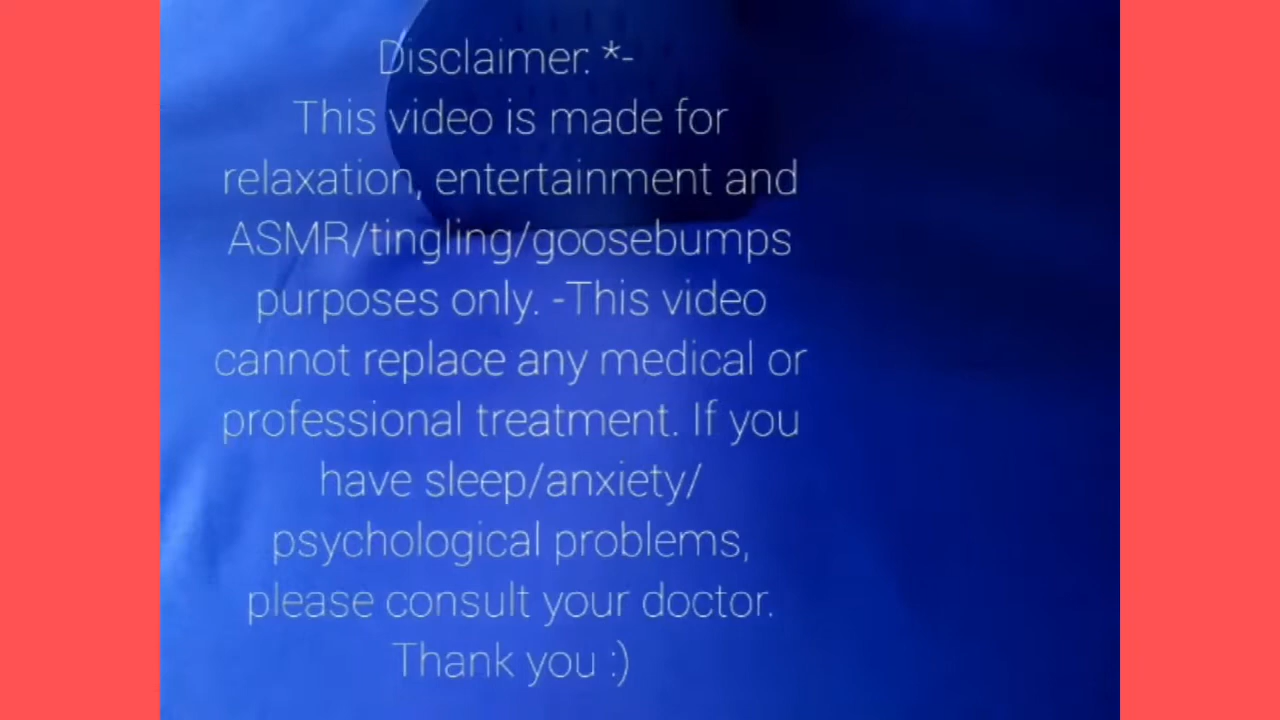 Disclaimer: *-
This video is made for
relaxation, entertainment and
ASMR/tingling/goosebumps
purposes only. -This video
cannot replace any medical or
professional treatment. If you
have sleep/anxiety/
psychological problems,
please consult your doctor.
Thank you :)